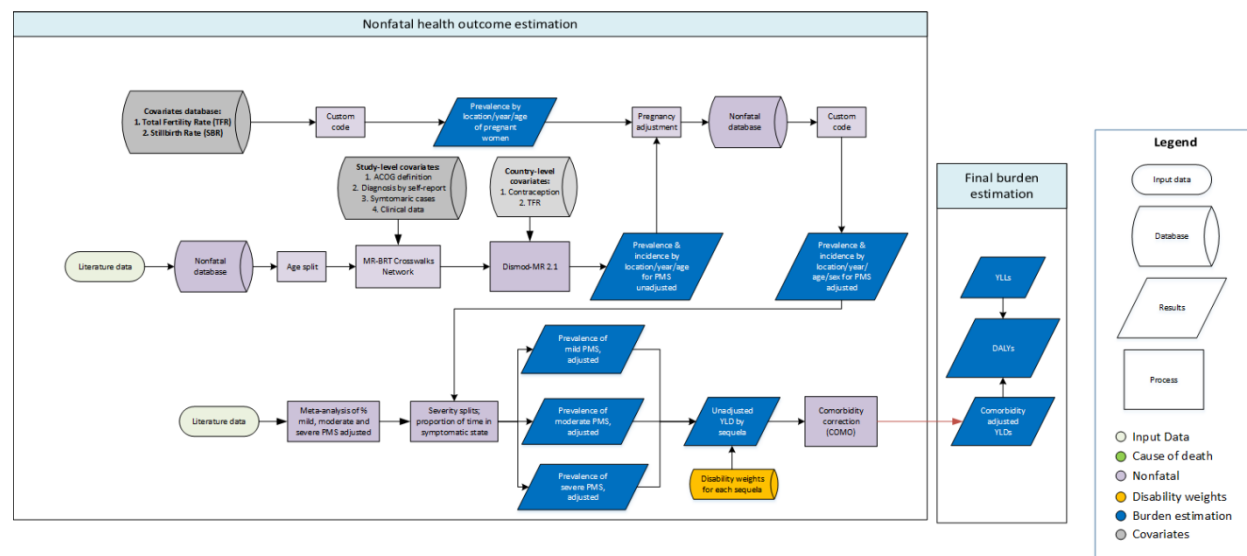 Nonfatal health outcome estimation
Covariates database:
1. Total Fertility Rate (TFR)
2. Stillbirth Rate (SBR)
Custom
code
Prevalence by
location/year/age
of pregnant
women
Pregnancy
adjustment
Nonfatal
database
Custom
code
Study-level covariates:
1. ACOG definition
2. Diagnosis by self-report
3. Symtomaric cases
4. Clinical data
Country-level
covariates:
1. Contraception
2. TFR
Literature data
Nonfatal
database
Age split
MR-BRT Crosswalks
Network
Dismod-MR 2.1
Prevalence &
incidence by
location/year/age
for PMS
unadjusted
Prevalence &
incidence by
location/year/
age/sex for PMS
adjusted
Literature data
Meta-analysis of %
mild, moderate and
severe PMS adjusted
Severity splits;
proportion of time in
symptomatic state
Prevalence of
mild PMS,
adjusted
Prevalence of
moderate PMS,
adjusted
Prevalence of
severe PMS,
adjusted
Unadjusted
YLD by
sequela
Disability weights
for each sequela
Comorbidity
correction
(COMO)
Final burden
estimation
YLLs
DALYs
Comorbidity
adjusted
YLDs
Legend
Input data
Database
Results
Process
Input Data
Cause of death
Nonfatal
Disability weights
Burden estimation
Covariates